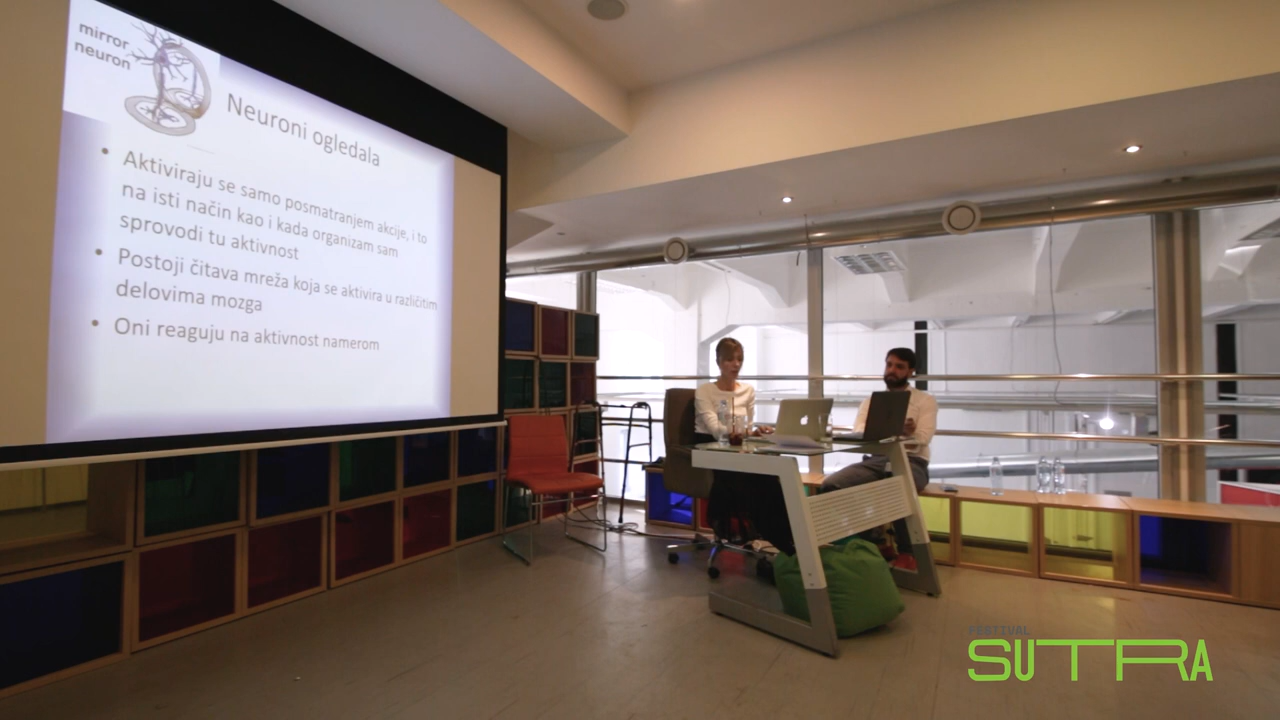 mirror
neuron
Neuroni ogledala
• Aktiviraju se samo posmatranjem akcije, i to
na isti način kao i kada organizam sam
sprovodi tu aktivnost
• Postoji čitava mreža koja se aktivira u različitim
delovima mozga
• Oni reaguju na aktivnost namerom
FESTIVAL
SUTRA